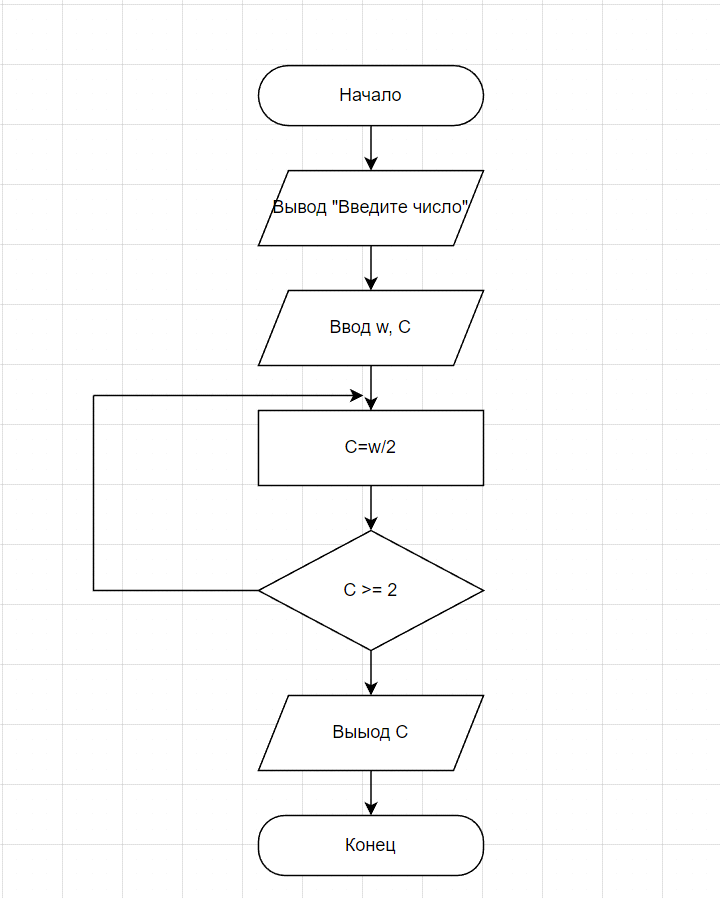 Начало
Вывод "Введите число"
Ввод w, C
C=w/2
C >= 2
Выыод C
Конец